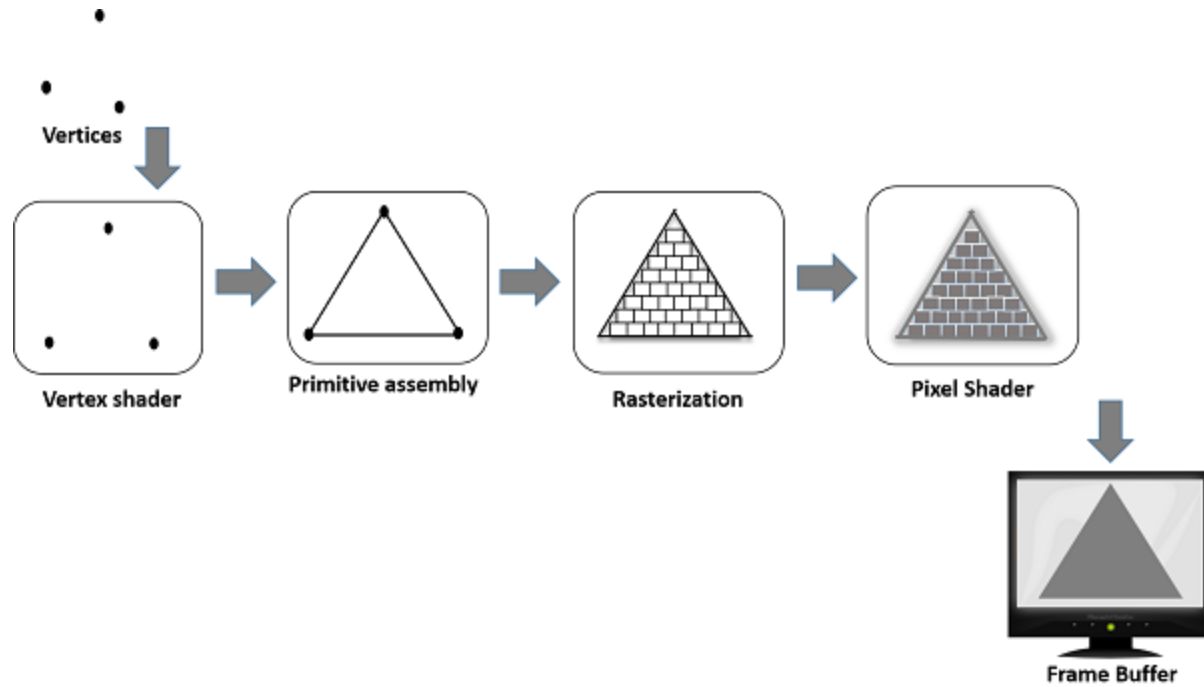 Vertices
Vertex shader
Primitive assembly
Rasterization
Pixel Shader
Frame Buffer